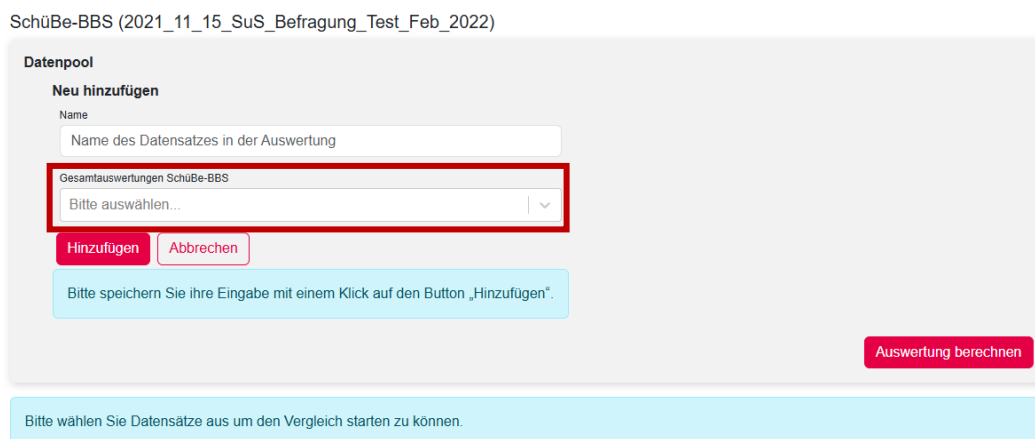 SchüBe-BBS (2021_11_15_SuS_Befragung_Test_Feb_2022)
Datenpool
Neu hinzufügen
Name
Name des Datensatzes in der Auswertung
Gesamtauswertungen SchüBe-BBS
Bitte auswählen...
Hinzufügen Abbrechen
Bitte speichern Sie ihre Eingabe mit einem Klick auf den Button „Hinzufügen“.
Auswertung berechnen
Bitte wählen Sie Datensätze aus um den Vergleich starten zu können.